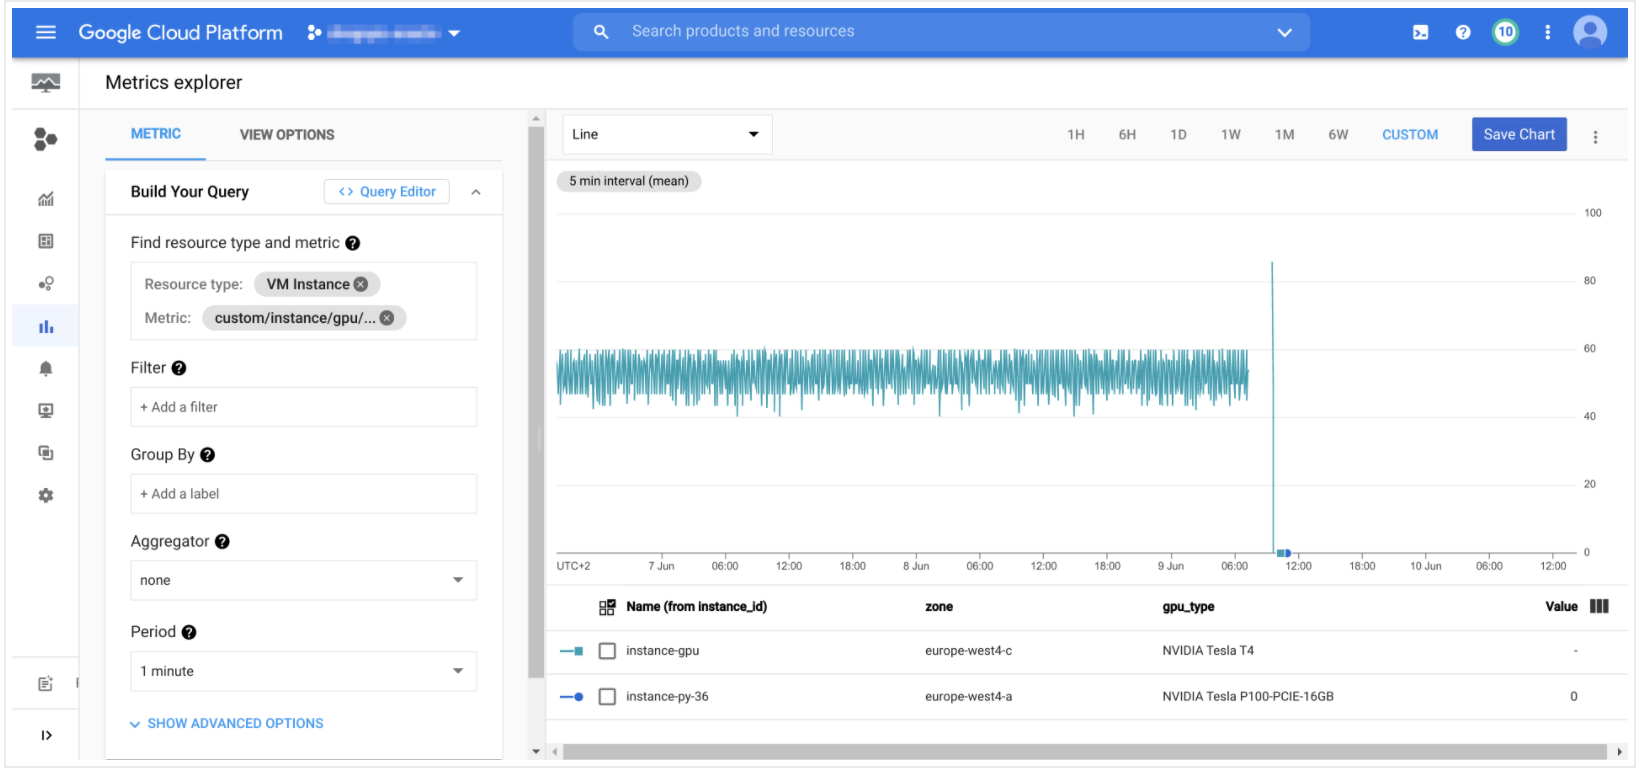 Google Cloud Platform
Search products and resources
10
Metrics explorer
METRIC
VIEW OPTIONS
Build Your Query
<> Query Editor
Find resource type and metric ?
Resource type: VM Instance
Metric: custom/instance/gpu/...
Filter ?
+ Add a filter
Group By ?
+ Add a label
Aggregator ?
none
Period ?
1 minute
SHOW ADVANCED OPTIONS
Line
1H 6H 1D 1W 1M 6W CUSTOM
Save Chart
5 min interval (mean)
100
80
60
40
20
0
UTC+2 7 Jun 06:00 12:00 18:00 8 Jun 06:00 12:00 18:00 9 Jun 06:00 12:00 18:00 10 Jun 06:00 12:00
Name (from instance_id) zone gpu_type Value
instance-gpu europe-west4-c NVIDIA Tesla T4 -
instance-py-36 europe-west4-a NVIDIA Tesla P100-PCIE-16GB 0